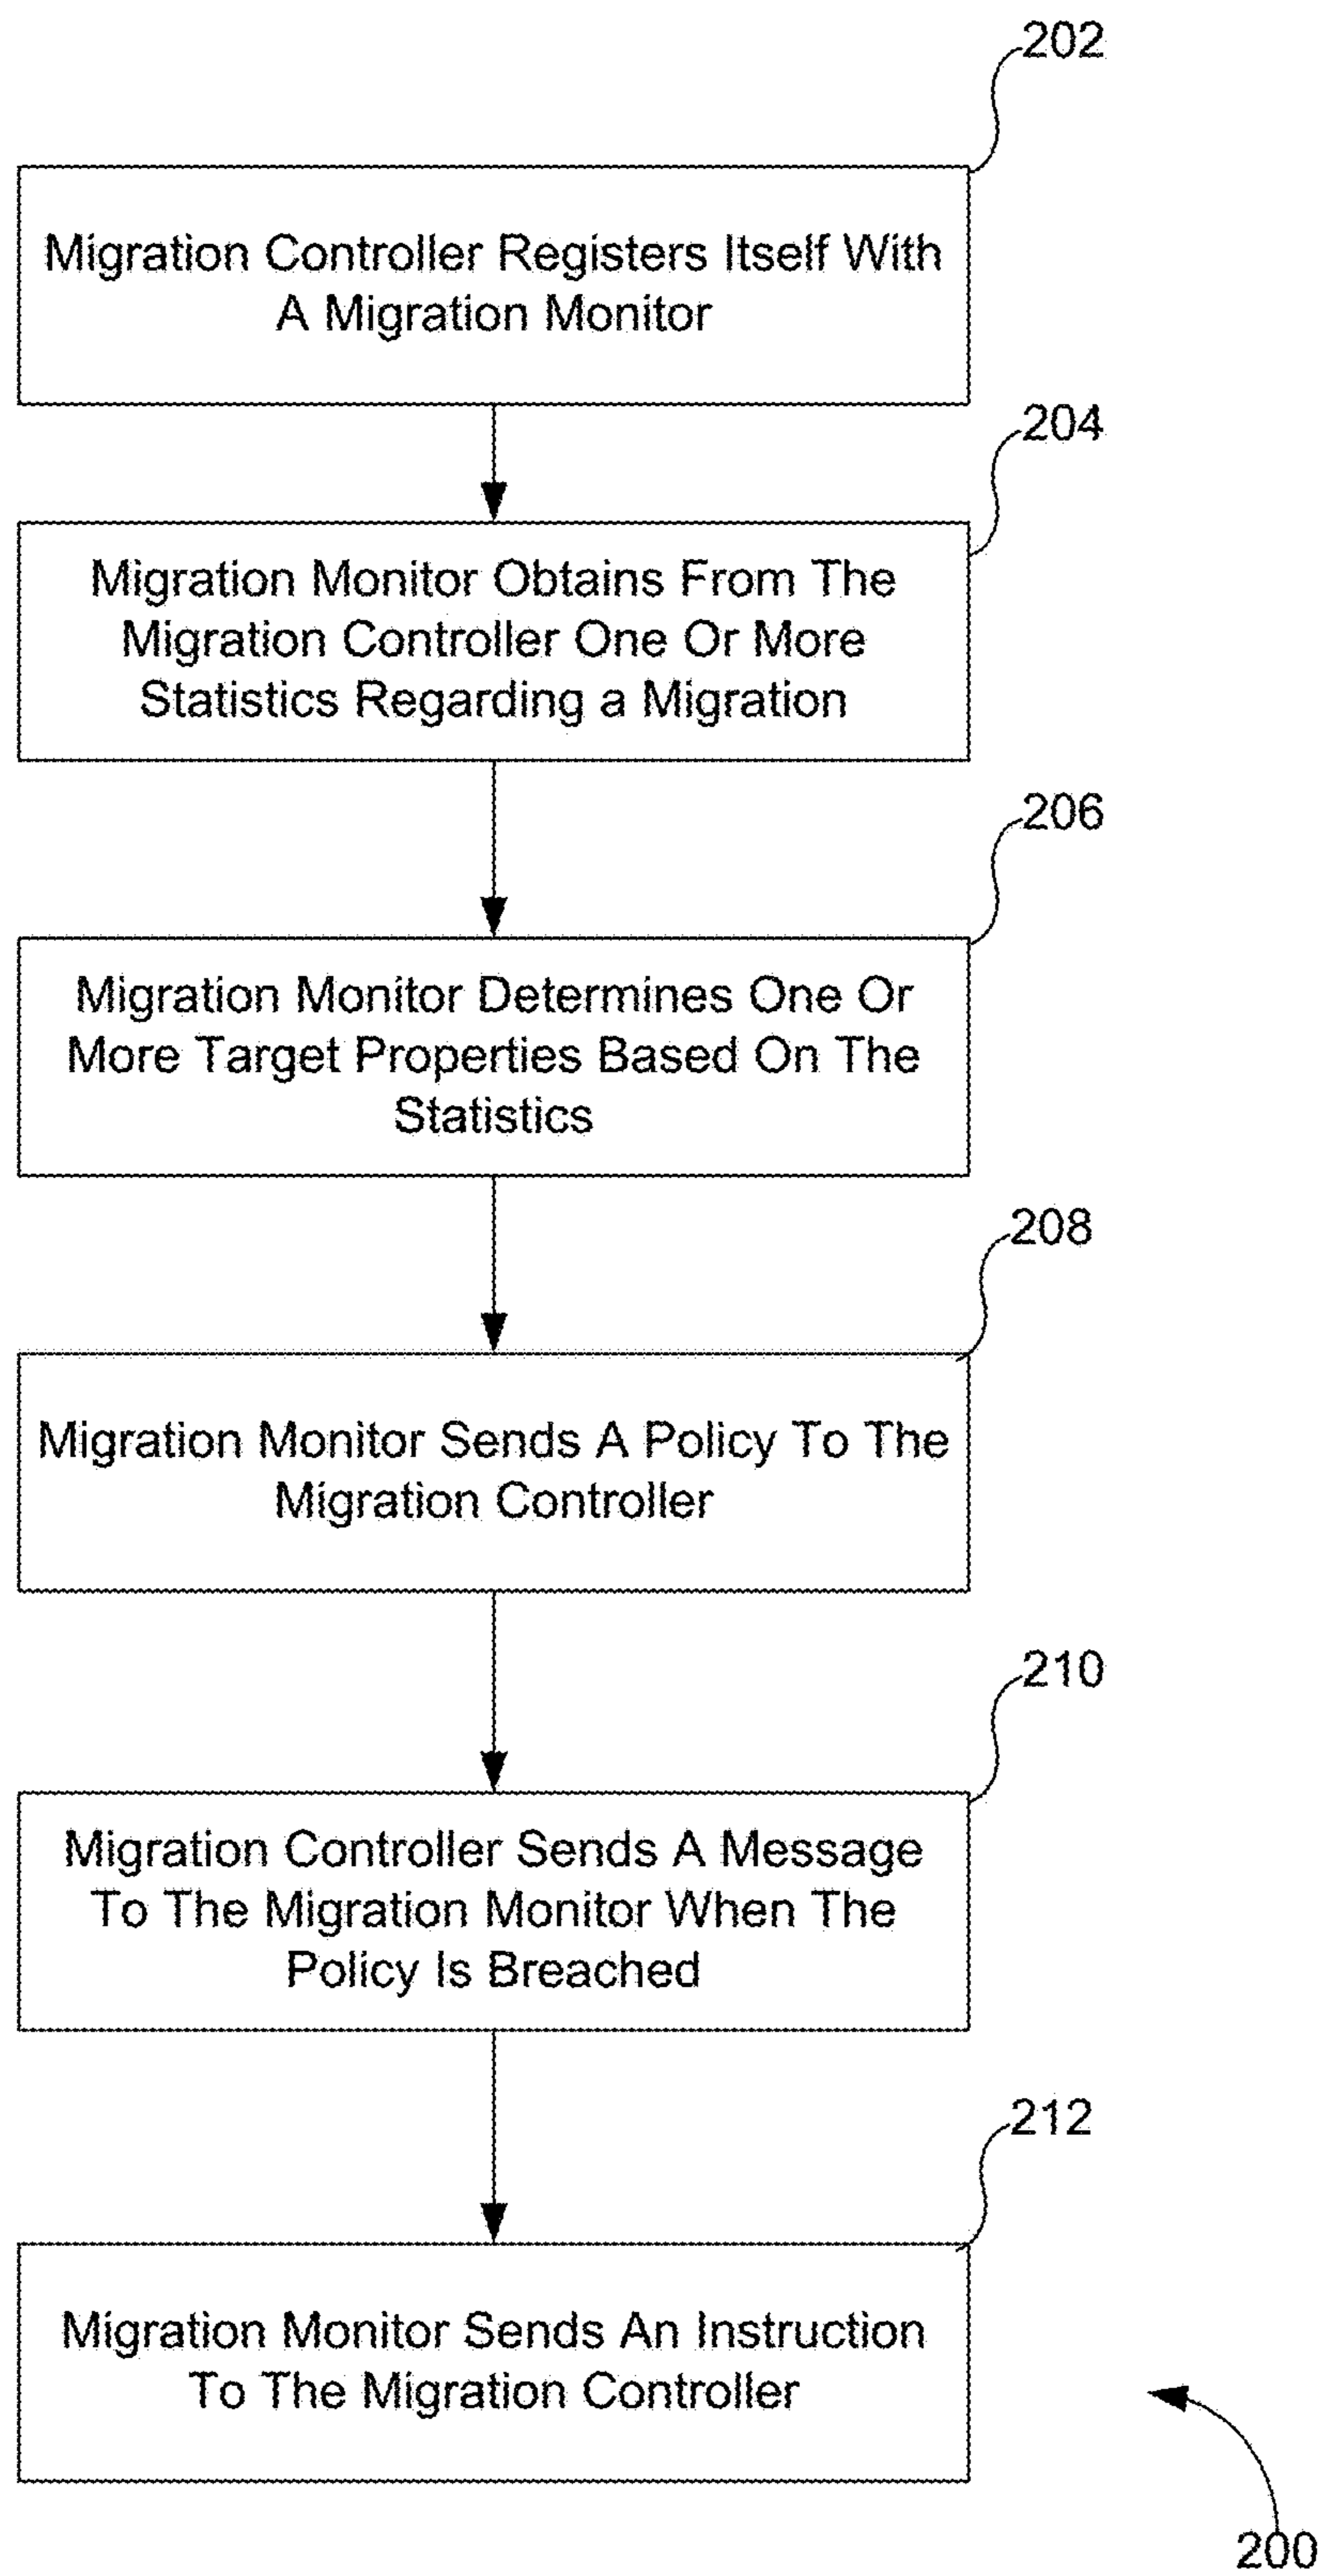 202
Migration Controller Registers Itself With
A Migration Monitor
204
Migration Monitor Obtains From The
Migration Controller One Or More
Statistics Regarding a Migration
206
Migration Monitor Determines One Or
More Target Properties Based On The
Statistics
208
Migration Monitor Sends A Policy To The
Migration Controller
210
Migration Controller Sends A Message
To The Migration Monitor When The
Policy Is Breached
212
Migration Monitor Sends An Instruction
To The Migration Controller
200